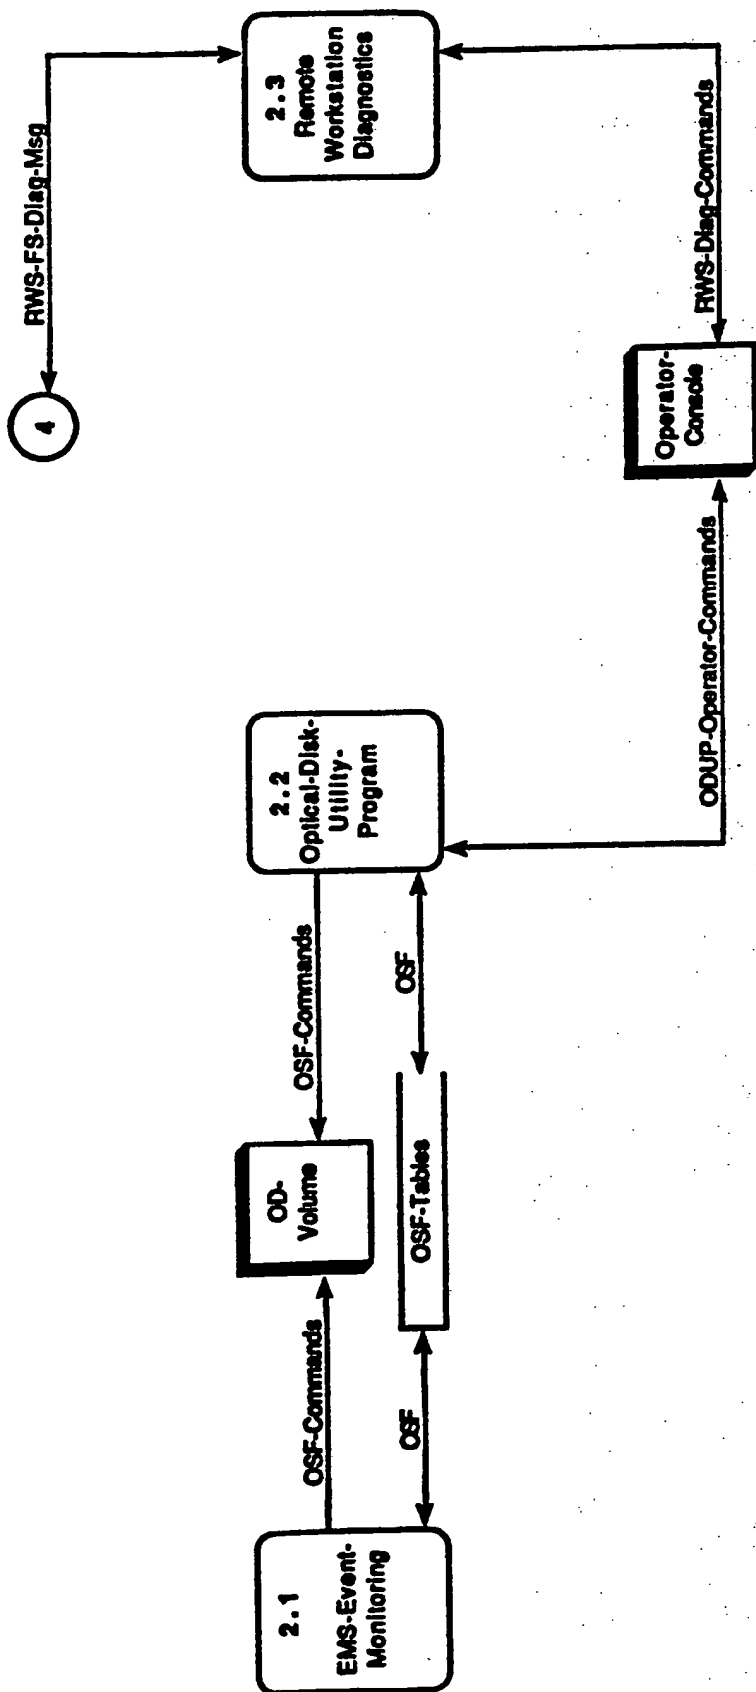 2.1
EMS-Event-
Monitoring
OSF-Commands
OSF
OD-
Volume
OSF-Tables
OSF-Commands
OSF
2.2
Optical-Disk-
Utility-
Program
ODUP-Operator-Commands
Operator-
Console
RWS-Diag-Commands
4
RWS-FS-Diag-Msg
2.3
Remote
Workstation
Diagnostics